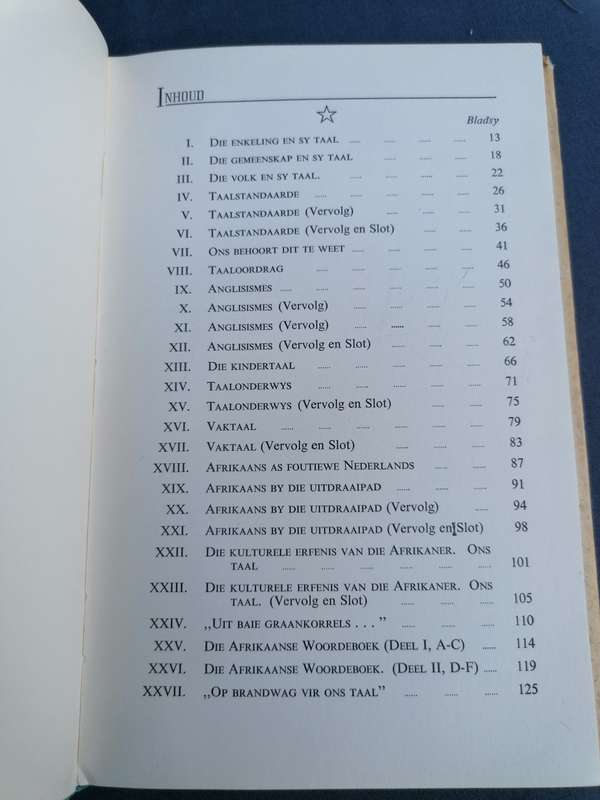 INHOUD
Bladsy
I. DIE ENKELING EN SY TAAL .... .... .... .... 13
II. DIE GEMEENSKAP EN SY TAAL .... .... .... 18
III. DIE VOLK EN SY TAAL. .... .... .... .... 22
IV. TAALSTANDAARDE .... .... .... .... 26
V. TAALSTANDAARDE (Vervolg) .... .... .... 31
VI. TAALSTANDAARDE (Vervolg en Slot) .... .... 36
VII. ONS BEHOORT DIT TE WEET .... .... .... .... 41
VIII. TAALOORDRAG .... .... .... .... 46
IX. ANGLISISMES .... .... .... .... .... 50
X. ANGLISISMES (Vervolg) .... .... .... .... 54
XI. ANGLISISMES (Vervolg) .... .... .... .... 58
XII. ANGLISISMES (Vervolg en Slot) .... .... .... 62
XIII. DIE KINDERTAAL .... .... .... .... 66
XIV. TAALONDERWYS .... .... .... .... 71
XV. TAALONDERWYS (Vervolg en Slot) .... .... 75
XVI. VAKTAAL .... .... .... .... .... 79
XVII. VAKTAAL (Vervolg en Slot) .... .... .... 83
XVIII. AFRIKAANS AS FOUTIEWE NEDERLANDS .... .... 87
XIX. AFRIKAANS BY DIE UITDRAAIPAD .... .... .... 91
XX. AFRIKAANS BY DIE UITDRAAIPAD (Vervolg) .... 94
XXI. AFRIKAANS BY DIE UITDRAAIPAD (Vervolg en Slot) 98
XXII. DIE KULTURELE ERFENIS VAN DIE AFRIKANER. ONS
TAAL .... .... .... .... .... .... 101
XXIII. DIE KULTURELE ERFENIS VAN DIE AFRIKANER. ONS
TAAL. (Vervolg en Slot) .... .... .... 105
XXIV. „UIT BAIE GRAANKORRELS . . . ” .... .... .... 110
XXV. DIE AFRIKAANSE WOORDEBOEK (DEEL I, A-C) .... 114
XXVI. DIE AFRIKAANSE WOORDEBOEK. (DEEL II, D-F) .... 119
XXVII. „OP BRANDWAG VIR ONS TAAL” .... .... .... 125